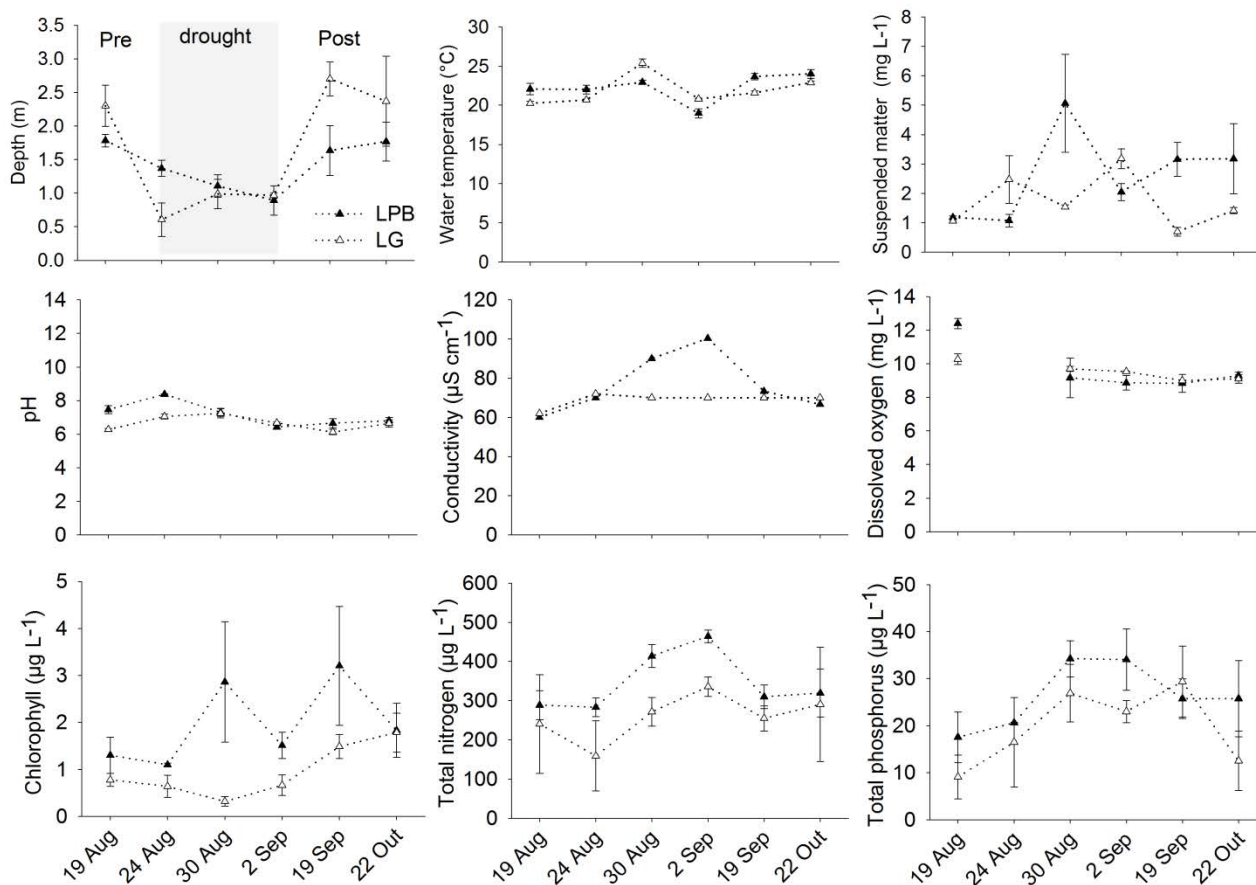 Depth (m)
3.5
3.0
2.5
2.0
1.5
1.0
0.5
0.0
Pre
drought
Post
LPB
LG
Water temperature (°C)
30
25
20
15
10
5
0
Suspended matter (mg L-1)
8
7
6
5
4
3
2
1
0
pH
14
12
10
8
6
4
2
0
Conductivity (µS cm⁻¹)
120
100
80
60
40
20
0
Dissolved oxygen (mg L-1)
14
12
10
8
6
4
2
0
Chlorophyll (µg L-1)
5
4
3
2
1
0
19 Aug
24 Aug
30 Aug
2 Sep
19 Sep
22 Out
Total nitrogen (µg L⁻¹)
600
500
400
300
200
100
0
19 Aug
24 Aug
30 Aug
2 Sep
19 Sep
22 Out
Total phosphorus (µg L⁻¹)
50
40
30
20
10
0
19 Aug
24 Aug
30 Aug
2 Sep
19 Sep
22 Out